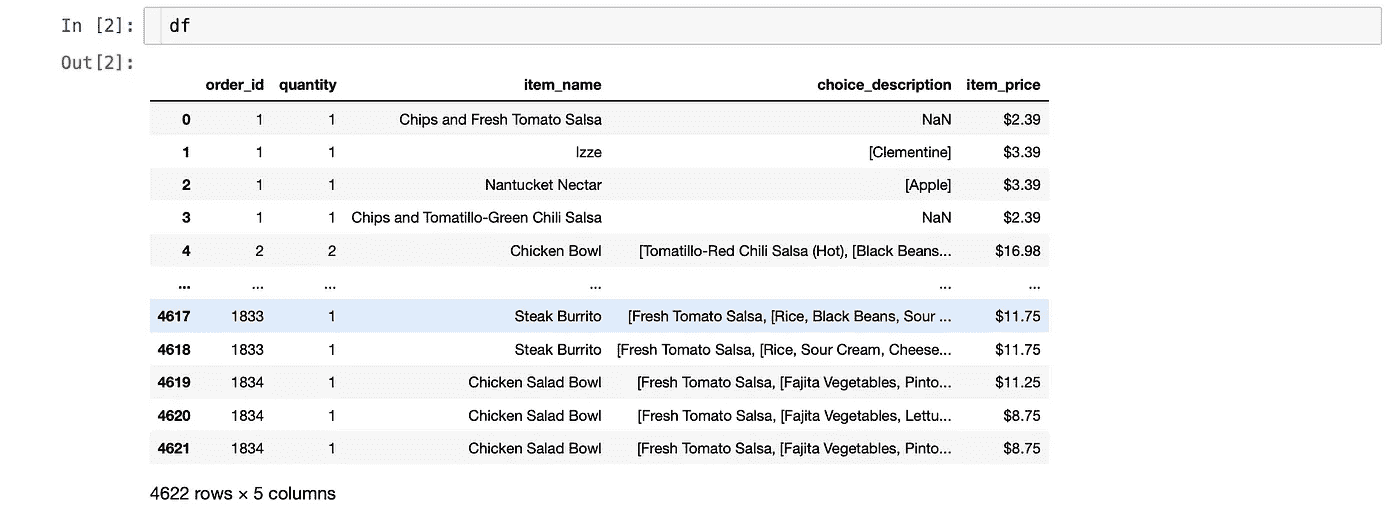 In [2]: df
Out[2]:
order_id quantity item_name choice_description item_price
0 1 1 Chips and Fresh Tomato Salsa NaN $2.39
1 1 1 Izze [Clementine] $3.39
2 1 1 Nantucket Nectar [Apple] $3.39
3 1 1 Chips and Tomatillo-Green Chili Salsa NaN $2.39
4 2 2 Chicken Bowl [Tomatillo-Red Chili Salsa (Hot), [Black Beans... $16.98
... ... ... ... ... ...
4617 1833 1 Steak Burrito [Fresh Tomato Salsa, [Rice, Black Beans, Sour ... $11.75
4618 1833 1 Steak Burrito [Fresh Tomato Salsa, [Rice, Sour Cream, Cheese... $11.75
4619 1834 1 Chicken Salad Bowl [Fresh Tomato Salsa, [Fajita Vegetables, Pinto... $11.25
4620 1834 1 Chicken Salad Bowl [Fresh Tomato Salsa, [Fajita Vegetables, Lettu... $8.75
4621 1834 1 Chicken Salad Bowl [Fresh Tomato Salsa, [Fajita Vegetables, Pinto... $8.75
4622 rows × 5 columns